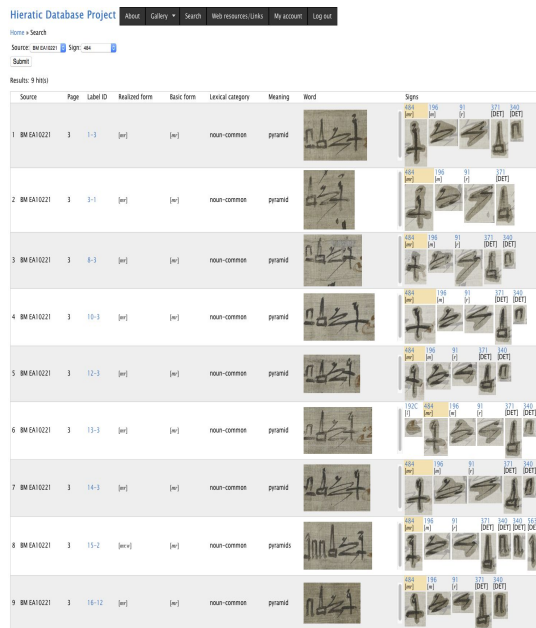 Hieratic Database Project About Gallery ▼ Search Web resources/Links My account Log out
Home » Search
Source: BM EA10221 Sign: 484
Submit
Results: 9 hit(s)
Source Page Label ID Realized form Basic form Lexical category Meaning Word Signs
484 196 91 371 340
[mr] [m] [r] [DET] [DET]
1 BM EA10221 3 1-3 [mr] [mr] noun-common pyramid
484 196 91 371
[mr] [m] [r] [DET]
2 BM EA10221 3 3-1 [mr] [mr] noun-common pyramid
484 196 91 371 340
[mr] [m] [r] [DET] [DET]
3 BM EA10221 3 8-3 [mr] [mr] noun-common pyramid
484 196 91 371 340
[mr] [m] [r] [DET] [DET]
4 BM EA10221 3 10-3 [mr] [mr] noun-common pyramid
484 196 91 371 340
[mr] [m] [r] [DET] [DET]
5 BM EA10221 3 12-3 [mr] [mr] noun-common pyramid
192C 484 196 91 371 340
[mr] [m] [r] [DET] [DET]
6 BM EA10221 3 13-3 [mr] [mr] noun-common pyramid
484 196 91 371 340
[mr] [m] [r] [DET] [DET]
7 BM EA10221 3 14-3 [mr] [mr] noun-common pyramid
484 196 91 371 340 340 563
[mr] [m] [r] [DET] [DET] [DET] [DE
8 BM EA10221 3 15-2 [mr.w] [mr] noun-common pyramids
484 196 91 371 340
[mr] [m] [r] [DET] [DET]
9 BM EA10221 3 16-12 [mr] [mr] noun-common pyramid